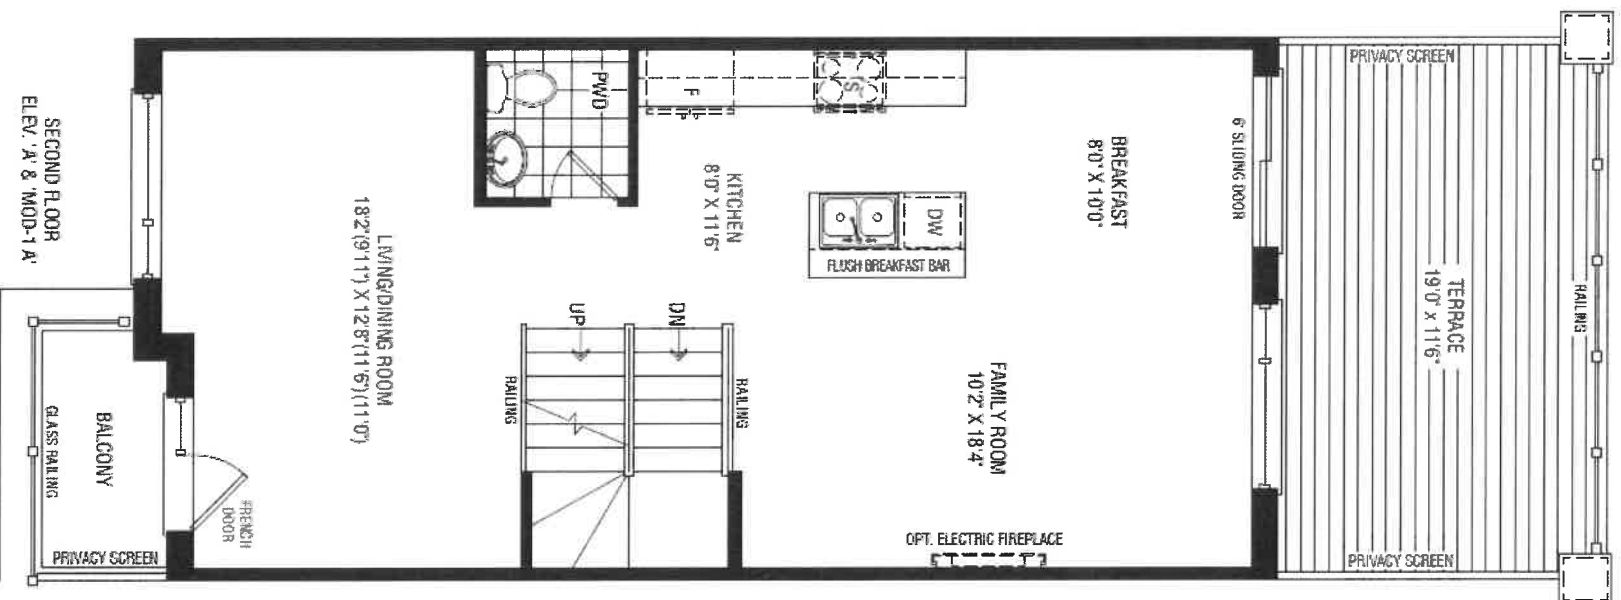 SECOND FLOOR
ELEV. 'A' & 'MOD-1A'
BALCONY
GLASS RAILING
PRIVACY SCREEN
FRENCH
DOOR
LIVING/DINING ROOM
18'2"(9'11") X 12'8"(11'6")(11'0")
PWD
F
S
KITCHEN
8'0" X 11'6"
UP
DN
RAILING
RAILING
DW
FLUSH BREAKFAST BAR
BREAKFAST
8'0" X 10'0"
FAMILY ROOM
10'2" X 18'4"
OPT. ELECTRIC FIREPLACE
6' SLIDING DOOR
PRIVACY SCREEN
TERRACE
19'0" x 11'6"
RAILING
PRIVACY SCREEN